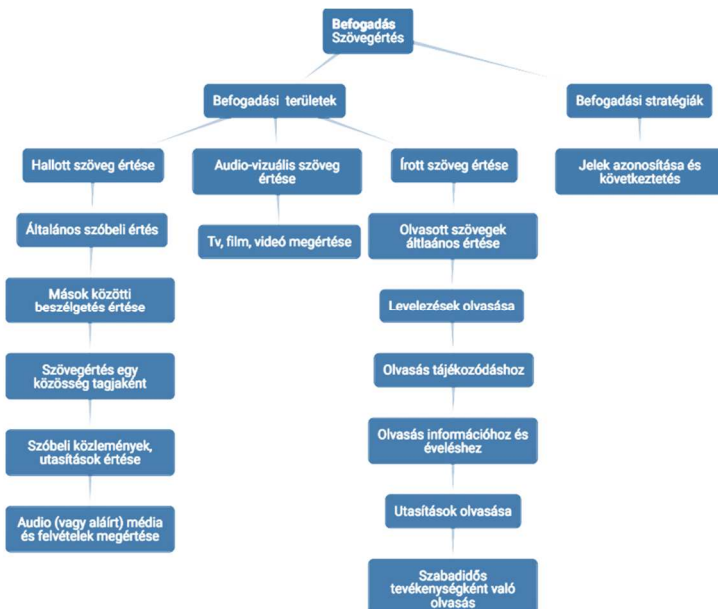 Befogadás
Szövegértés
Befogadási területek
Befogadási stratégiák
Hallott szöveg értése
Audio-vizuális szöveg
értése
Írott szöveg értése
Jelek azonosítása és
következtetés
Általános szóbeli értés
Tv, film, videó megértése
Olvasott szövegek
áltlaános értése
Mások közötti
beszélgetés értése
Levelezések olvasása
Szövegértés egy
közösség tagjaként
Olvasás tájékozódáshoz
Szóbeli közlemények,
utasítások értése
Olvasás információhoz és
éveléshez
Audio (vagy aláírt) média
és felvételek megértése
Utasítások olvasása
Szabadidős
tevékenységként való
olvasás